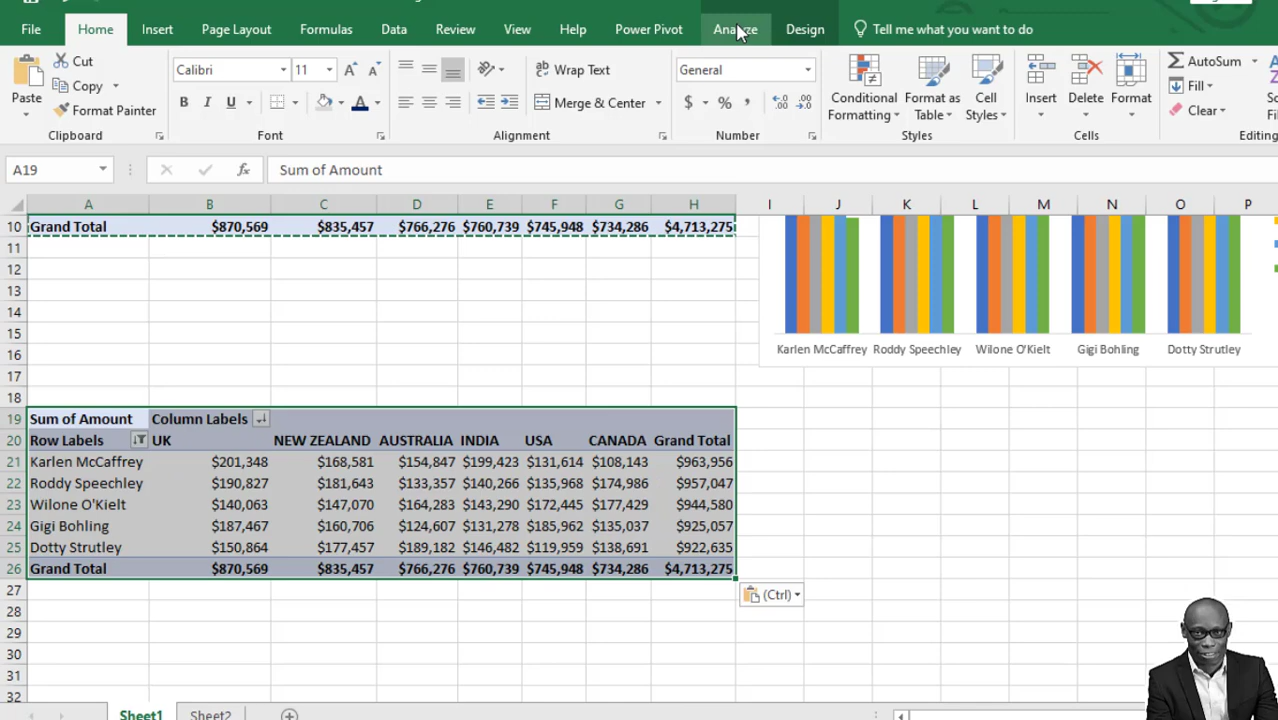 File Home Insert Page Layout Formulas Data Review View Help Power Pivot Analyze Design Tell me what you want to do
Paste Cut Copy Format Painter
Calibri 11 B I U A
Wrap Text Merge & Center
General $ % ,
Conditional Formatting Format as Table Cell Styles
Insert Delete Format
AutoSum Fill Clear
Clipboard Font Alignment Number Styles Cells Editing
A19 fx Sum of Amount
A B C D E F G H I J K L M N O P
10 Grand Total $870,569 $835,457 $766,276 $760,739 $745,948 $734,286 $4,713,275
11
12
13
14
15
16 Karlen McCaffrey Roddy Speechley Wilone O'Kielt Gigi Bohling Dotty Strutley
17
18
19 Sum of Amount Column Labels
20 Row Labels UK NEW ZEALAND AUSTRALIA INDIA USA CANADA Grand Total
21 Karlen McCaffrey $201,348 $168,581 $154,847 $199,423 $131,614 $108,143 $963,956
22 Roddy Speechley $190,827 $181,643 $133,357 $140,266 $135,968 $174,986 $957,047
23 Wilone O'Kielt $140,063 $147,070 $164,283 $143,290 $172,445 $177,429 $944,580
24 Gigi Bohling $187,467 $160,706 $124,607 $131,278 $185,962 $135,037 $925,057
25 Dotty Strutley $150,864 $177,457 $189,182 $146,482 $119,959 $138,691 $922,635
26 Grand Total $870,569 $835,457 $766,276 $760,739 $745,948 $734,286 $4,713,275
27 (Ctrl)
28
29
30
31
32
Sheet1 Sheet2